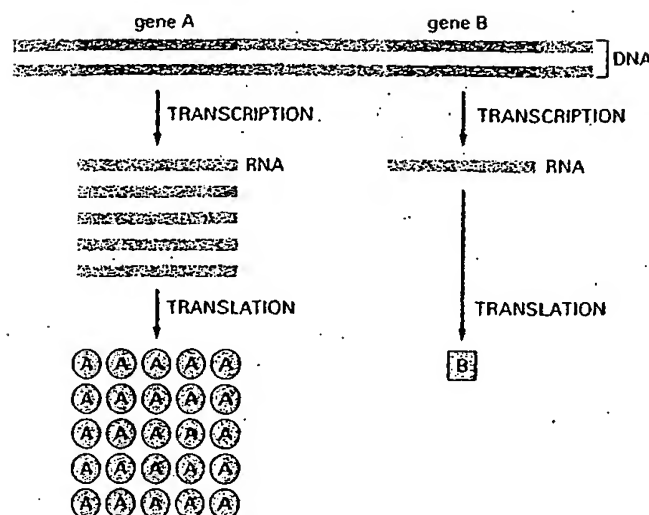 gene A gene B
DNA
TRANSCRIPTION TRANSCRIPTION
RNA RNA
TRANSLATION TRANSLATION
A A A A A B
A A A A A
A A A A A
A A A A A
A A A A A